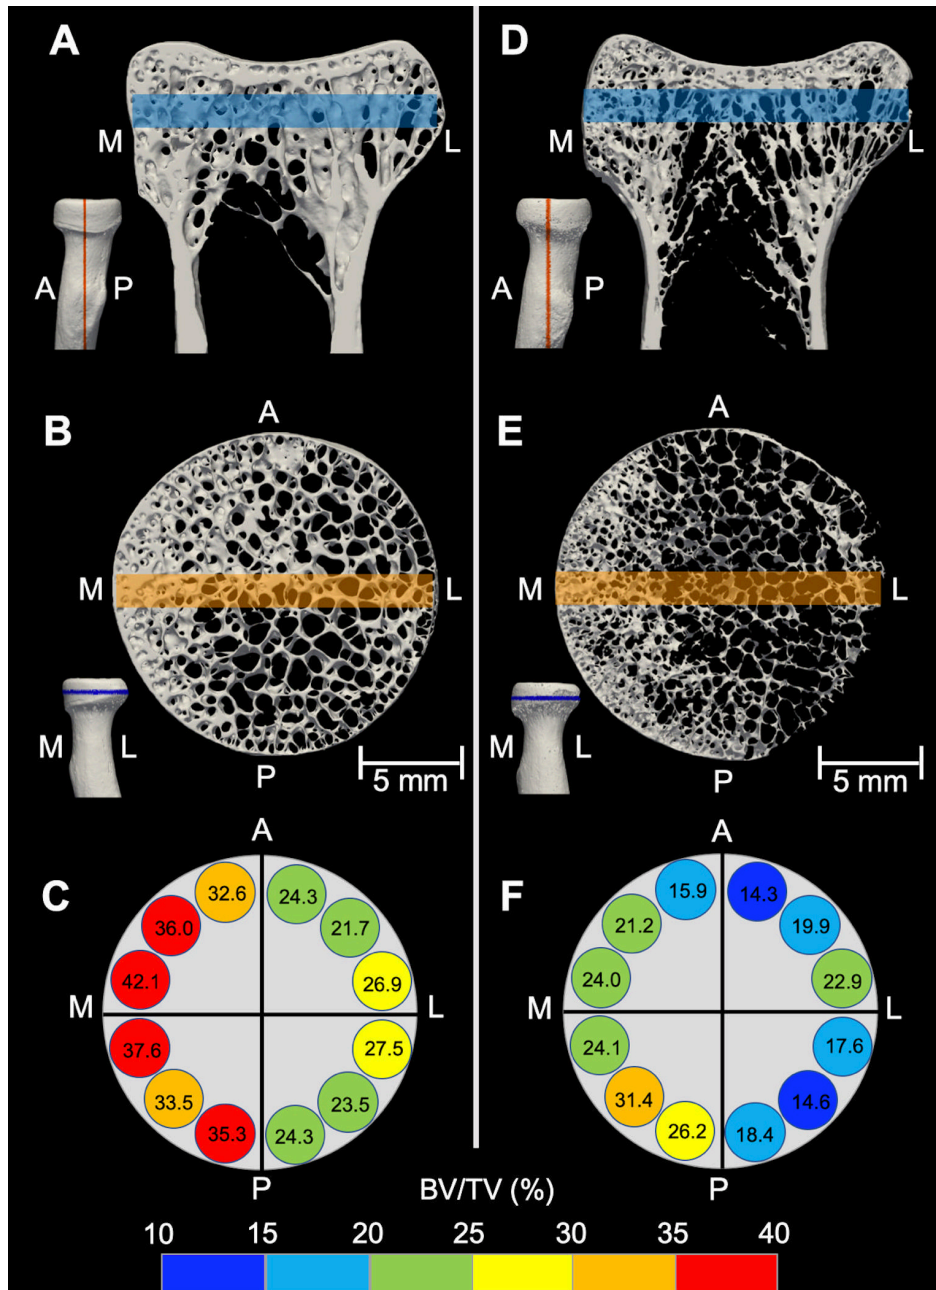 A
M
L
A
P
B
A
M
L
M
L
P
5 mm
C
A
32.6
24.3
36.0
21.7
42.1
26.9
M
L
37.6
27.5
33.5
23.5
35.3
24.3
P
D
M
L
A
P
E
A
M
L
M
L
P
5 mm
F
A
15.9
14.3
21.2
19.9
24.0
22.9
M
L
24.1
17.6
31.4
14.6
26.2
18.4
P
BV/TV (%)
10 15 20 25 30 35 40